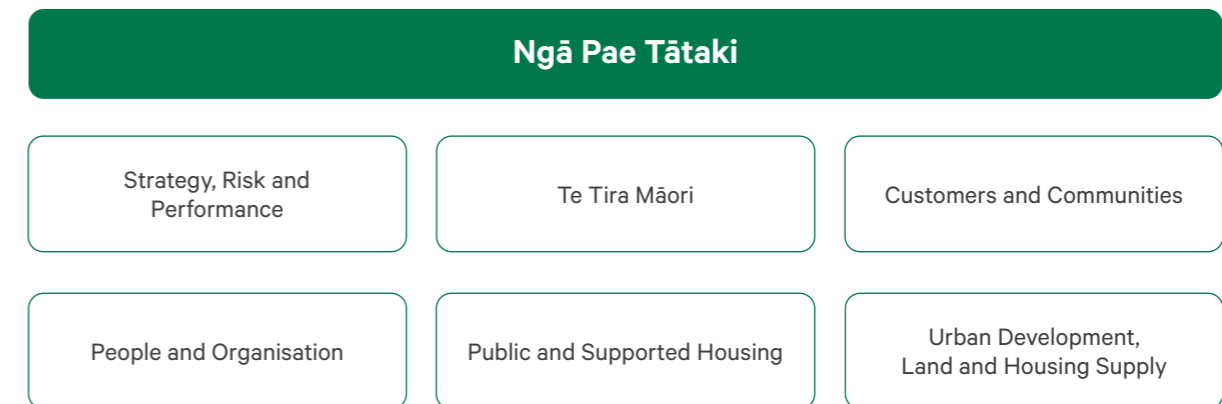 Ngā Pae Tātaki
Strategy, Risk and
Performance
Te Tira Māori
Customers and Communities
People and Organisation
Public and Supported Housing
Urban Development,
Land and Housing Supply